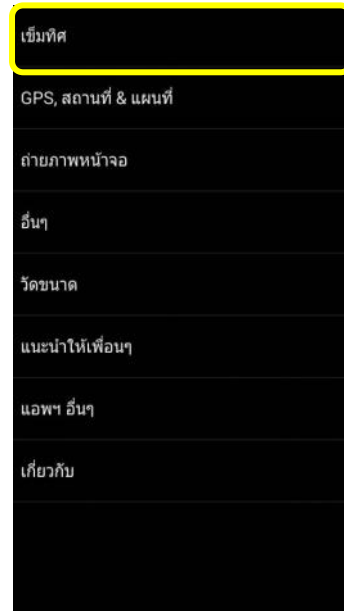 เข็มทิศ
GPS, สถานที่ & แผนที่
ถ่ายภาพหน้าจอ
อื่นๆ
วัดขนาด
แนะนำให้เพื่อนๆ
แอพฯ อื่นๆ
เกี่ยวกับ